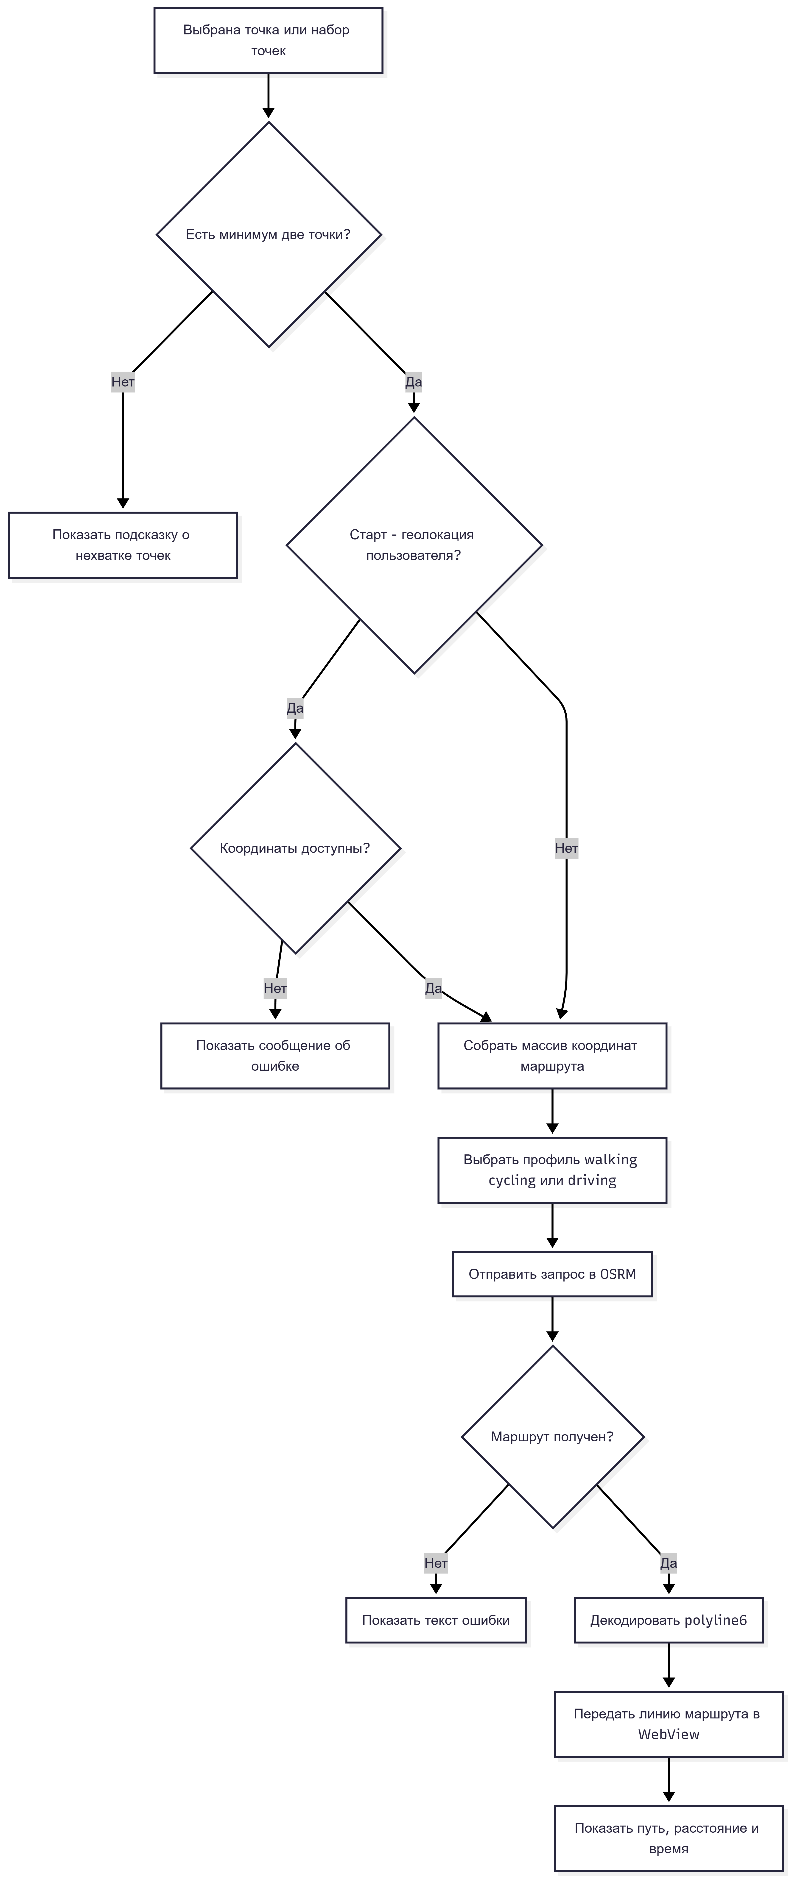 Выбрана точка или набор
точек
Есть минимум две точки?
Нет
Да
Показать подсказку о
нехватке точек
Старт - геолокация
пользователя?
Да
Координаты доступны?
Нет
Нет
Да
Показать сообщение об
ошибке
Собрать массив координат
маршрута
Выбрать профиль walking
cycling или driving
Отправить запрос в OSRM
Маршрут получен?
Нет
Да
Показать текст ошибки
Декодировать polyline6
Передать линию маршрута в
WebView
Показать путь, расстояние и
время